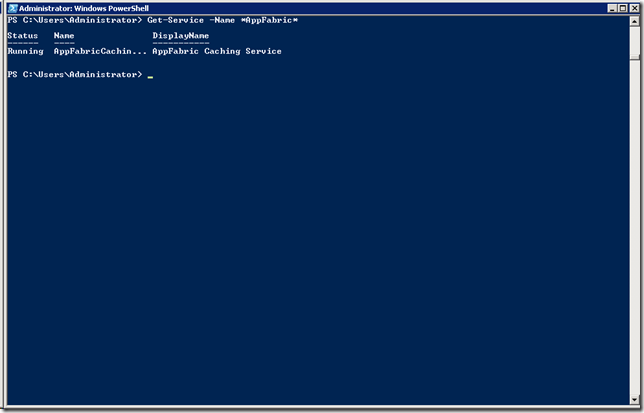 Administrator: Windows PowerShell
PS C:\Users\Administrator> Get-Service -Name *AppFabric*
Status   Name               DisplayName
------   ----               -----------
Running  AppFabricCachin... AppFabric Caching Service
PS C:\Users\Administrator> _